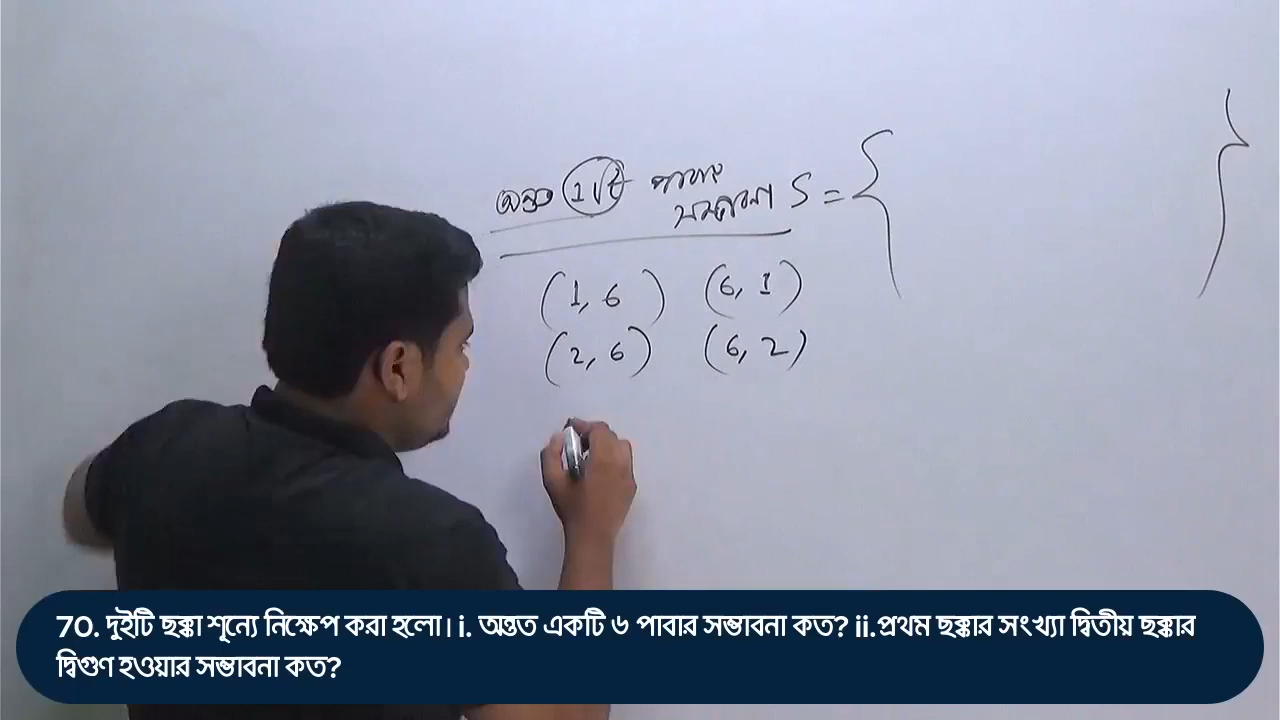 অন্তত 1টি পাবার
সম্ভাবনা S = {      }
(1, 6) (6, 1)
(2, 6) (6, 2)
70. দুইটি ছক্কা শূন্যে নিক্ষেপ করা হলো। i. অন্তত একটি ৬ পাবার সম্ভাবনা কত? ii.প্রথম ছক্কার সংখ্যা দ্বিতীয় ছক্কার
দ্বিগুণ হওয়ার সম্ভাবনা কত?